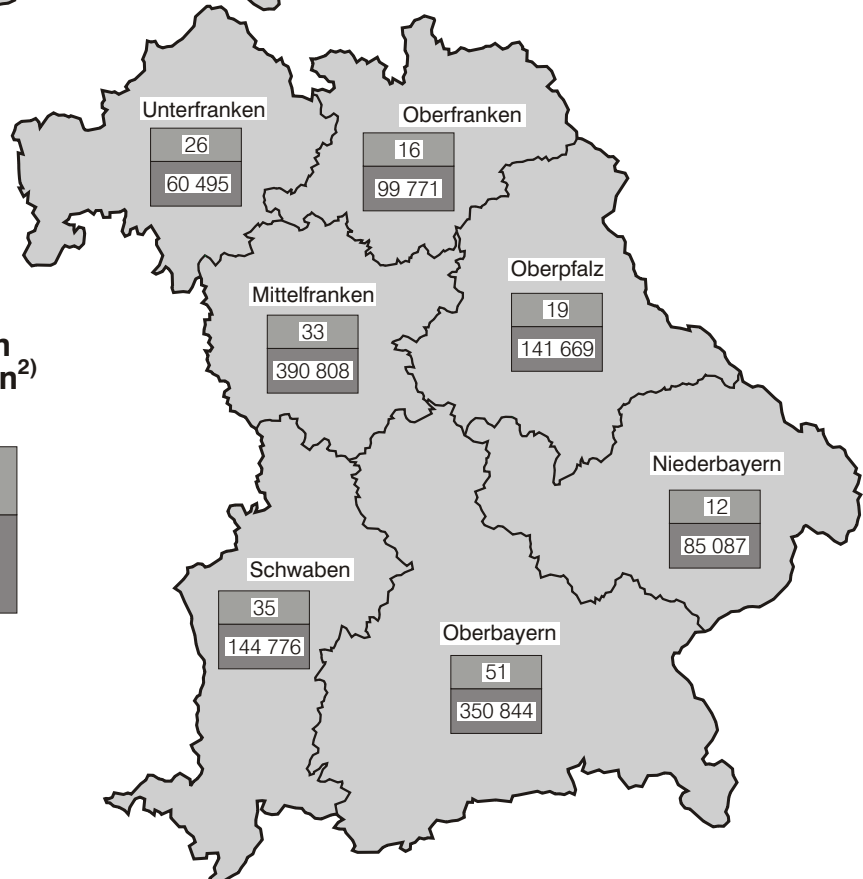 Unterfranken
26
60 495
Oberfranken
16
99 771
Oberpfalz
19
141 669
Mittelfranken
33
390 808
n²⁾
Niederbayern
12
85 087
Schwaben
35
144 776
Oberbayern
51
350 844